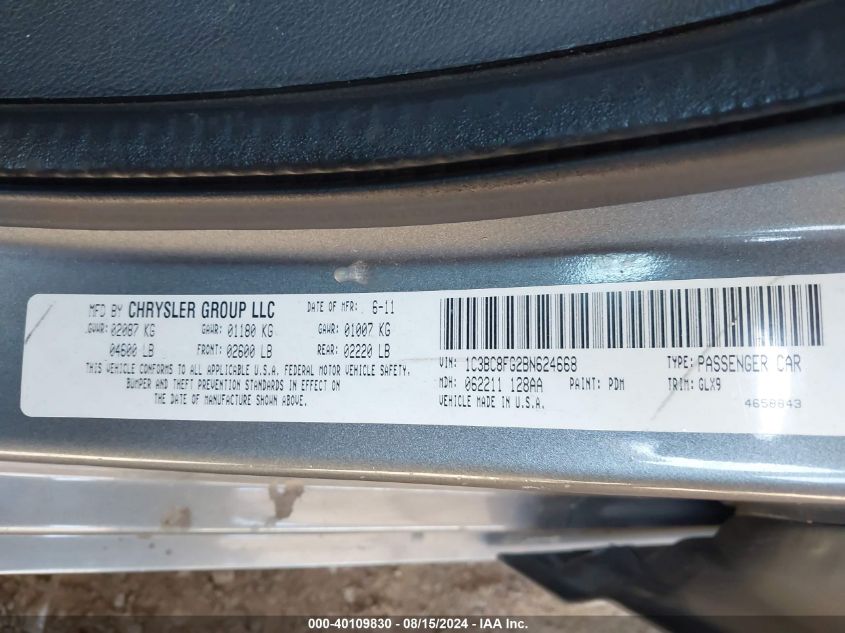 MFD BY CHRYSLER GROUP LLC DATE OF MFR: 6-11
GVWR: 02087 KG GAWR: 01180 KG GAWR: 01007 KG
04600 LB FRONT: 02600 LB REAR: 02220 LB
THIS VEHICLE CONFORMS TO ALL APPLICABLE U.S.A. FEDERAL MOTOR VEHICLE SAFETY,
BUMPER AND THEFT PREVENTION STANDARDS IN EFFECT ON
THE DATE OF MANUFACTURE SHOWN ABOVE.
VIN: 1C3BC8FG2BN624668 TYPE: PASSENGER CAR
MDH: 062211 128AA PAINT: PDM TRIM: GLX9
VEHICLE MADE IN U.S.A. 4658843
000-40109830 - 08/15/2024 - IAA Inc.